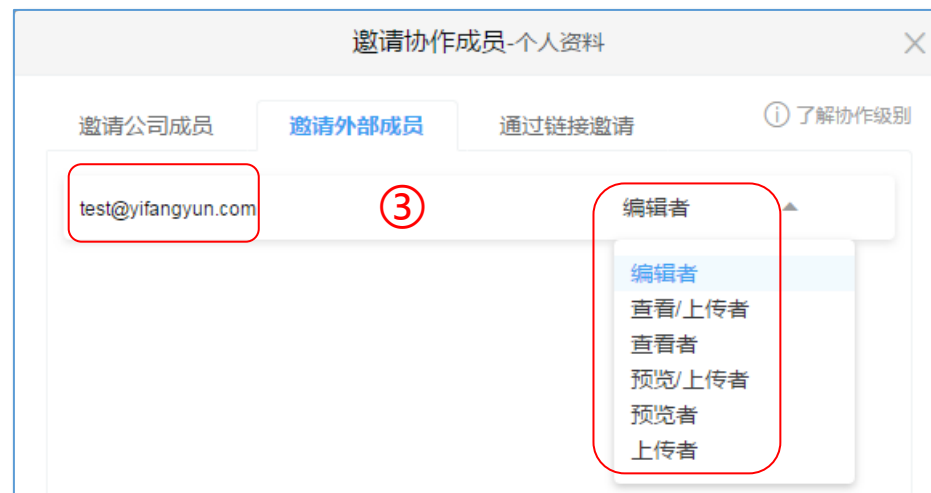 邀请协作成员-个人资料
邀请公司成员 邀请外部成员 通过链接邀请 ⓘ 了解协作级别
test@yifangyun.com ③ 编辑者
编辑者
查看/上传者
查看者
预览/上传者
预览者
上传者